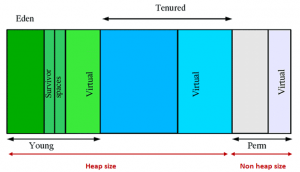 Tenured
Eden
Survivor
spaces
Virtual
Virtual
Virtual
Young
Perm
Heap size
Non heap size